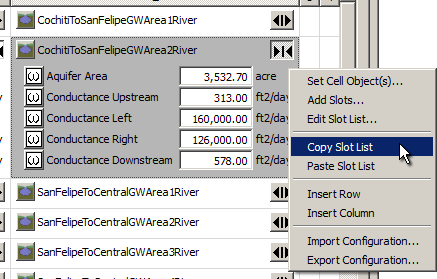 CochitiToSanFelipeGWArea1River
CochitiToSanFelipeGWArea2River
ω Aquifer Area 3,532.70 acre
ω Conductance Upstream 313.00 ft2/day
ω Conductance Left 160,000.00 ft2/day
ω Conductance Right 126,000.00 ft2/day
ω Conductance Downstream 578.00 ft2/day
SanFelipeToCentralGWArea1River
SanFelipeToCentralGWArea2River
SanFelipeToCentralGWArea3River
Set Cell Object(s)...
Add Slots...
Edit Slot List...
Copy Slot List
Paste Slot List
Insert Row
Insert Column
Import Configuration...
Export Configuration...